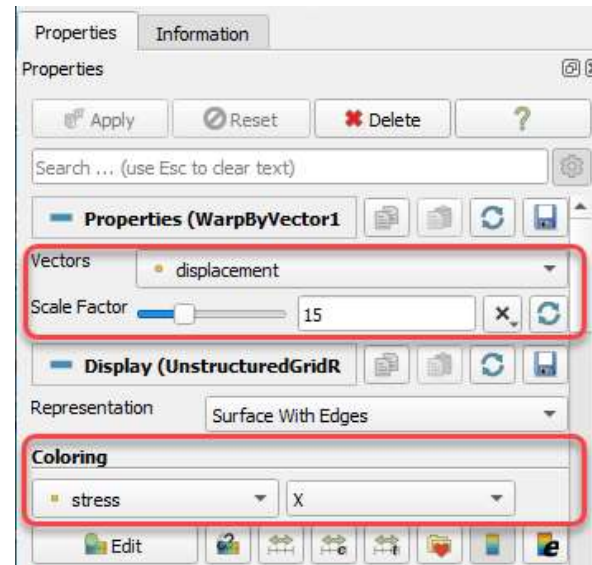 Properties Information
Properties
Apply Reset Delete ?
Search ... (use Esc to clear text)
Properties (WarpByVector1
Vectors displacement
Scale Factor 15
Display (UnstructuredGridR
Representation Surface With Edges
Coloring
stress X
Edit